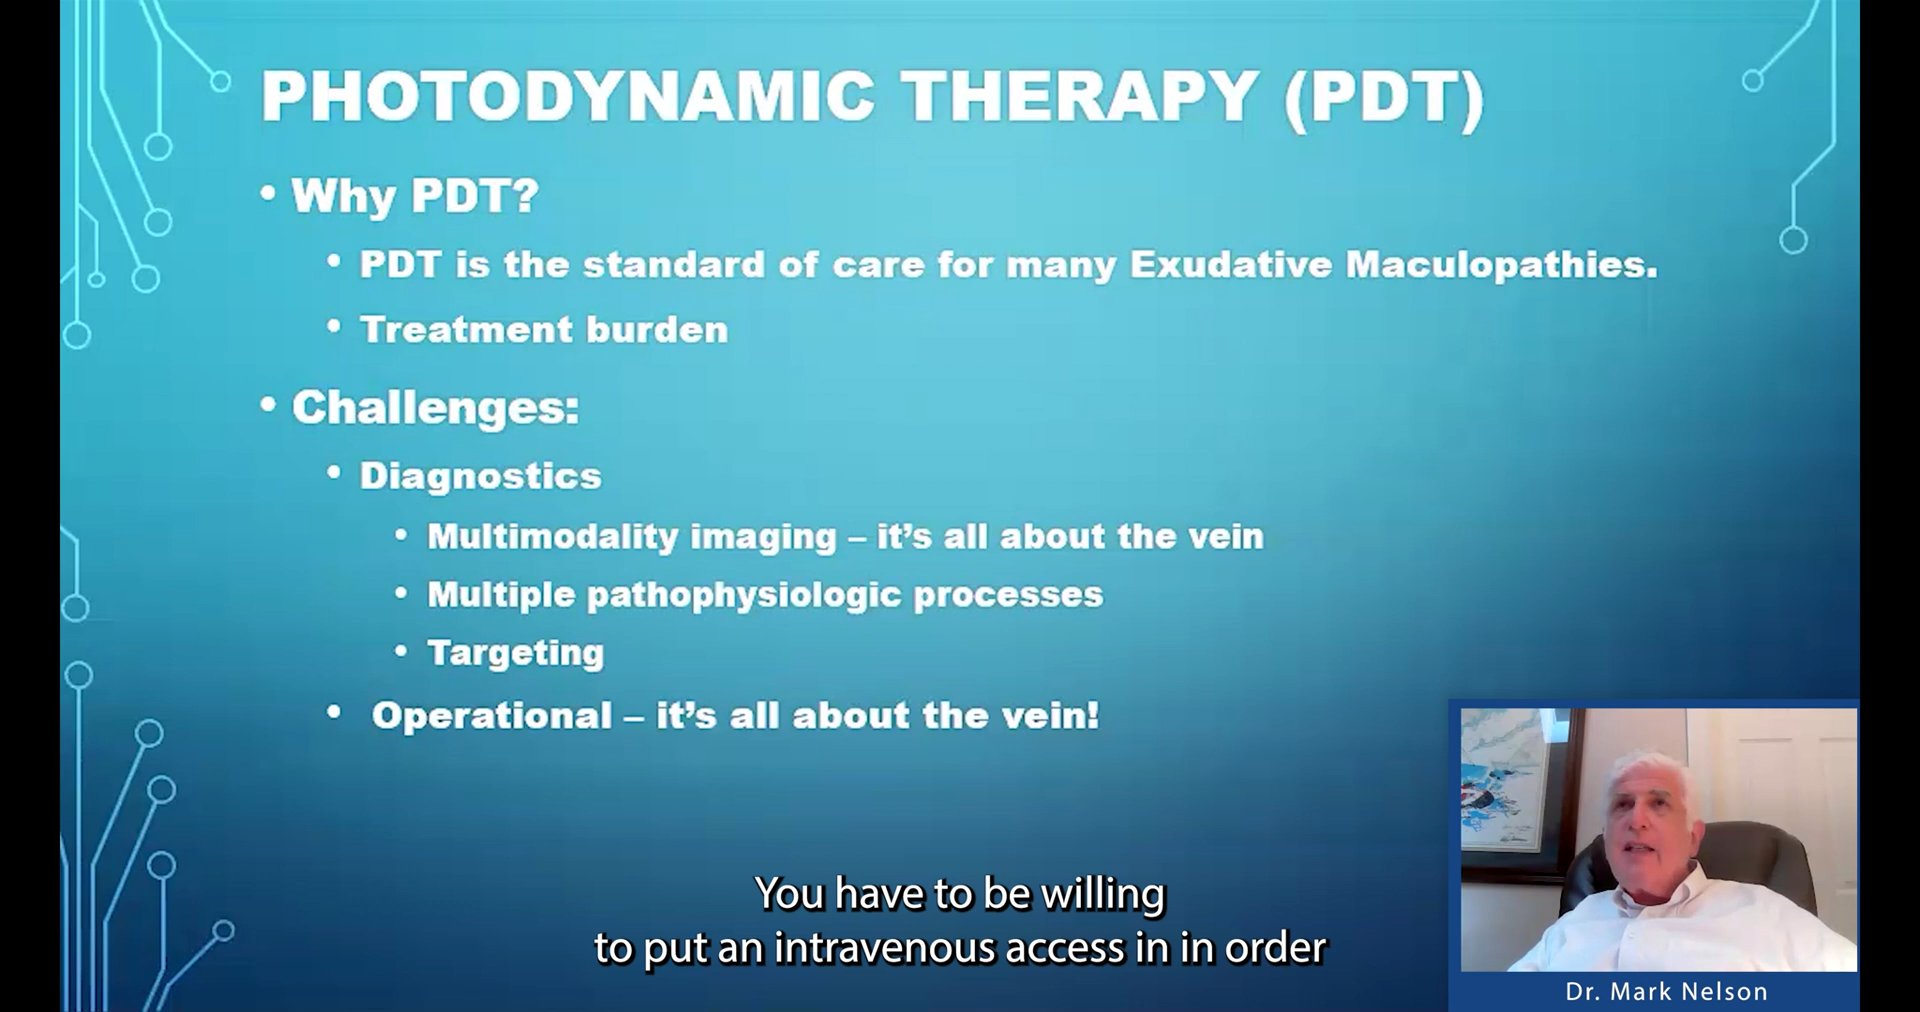 PHOTODYNAMIC THERAPY (PDT)
• Why PDT?
• PDT is the standard of care for many Exudative Maculopathies.
• Treatment burden
• Challenges:
• Diagnostics
• Multimodality imaging – it's all about the vein
• Multiple pathophysiologic processes
• Targeting
• Operational – it's all about the vein!
You have to be willing
to put an intravenous access in in order
Dr. Mark Nelson